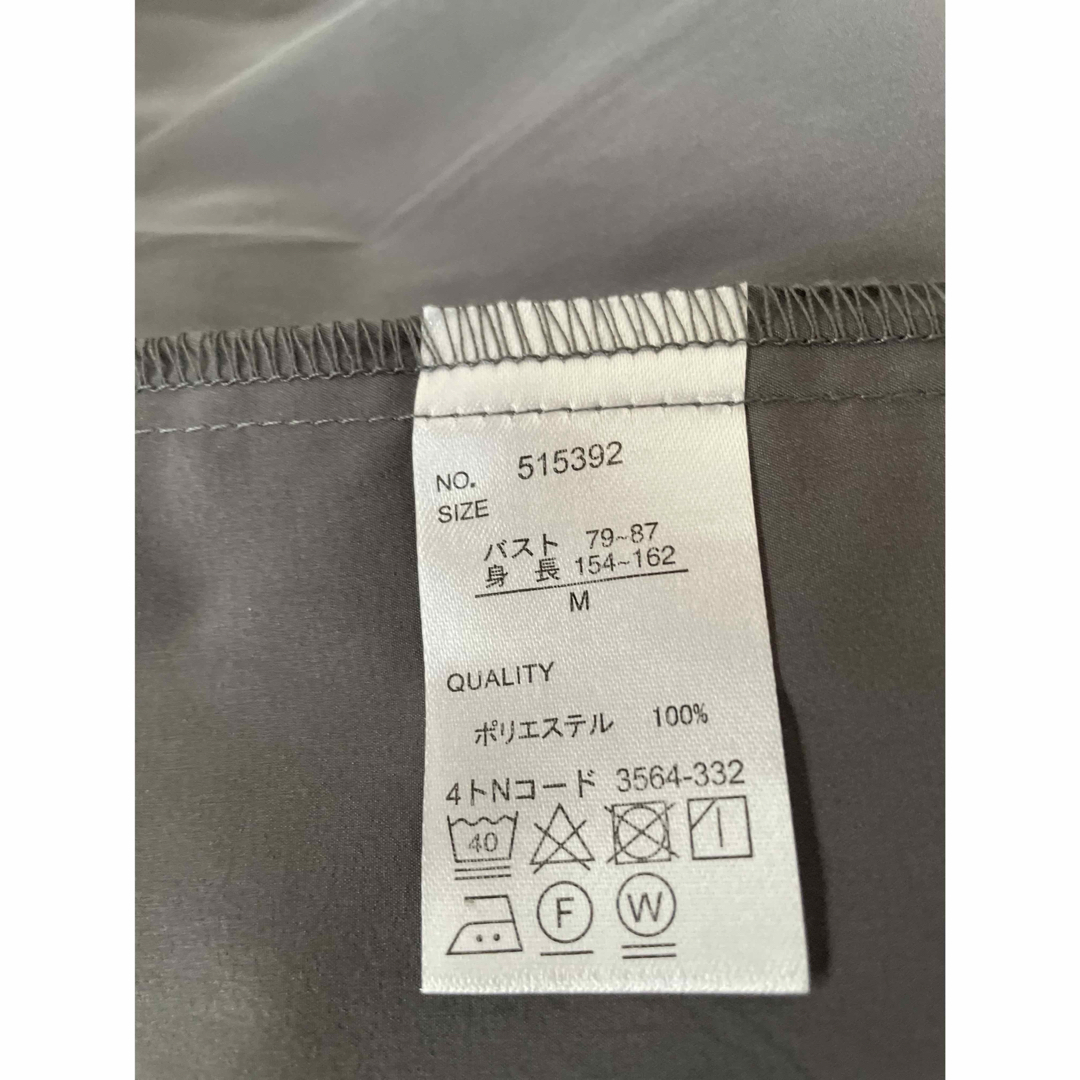 NO. 515392
SIZE
バスト 79~87
身 長 154~162
M
QUALITY
ポリエステル 100%
4トNコード 3564-332
40
F W